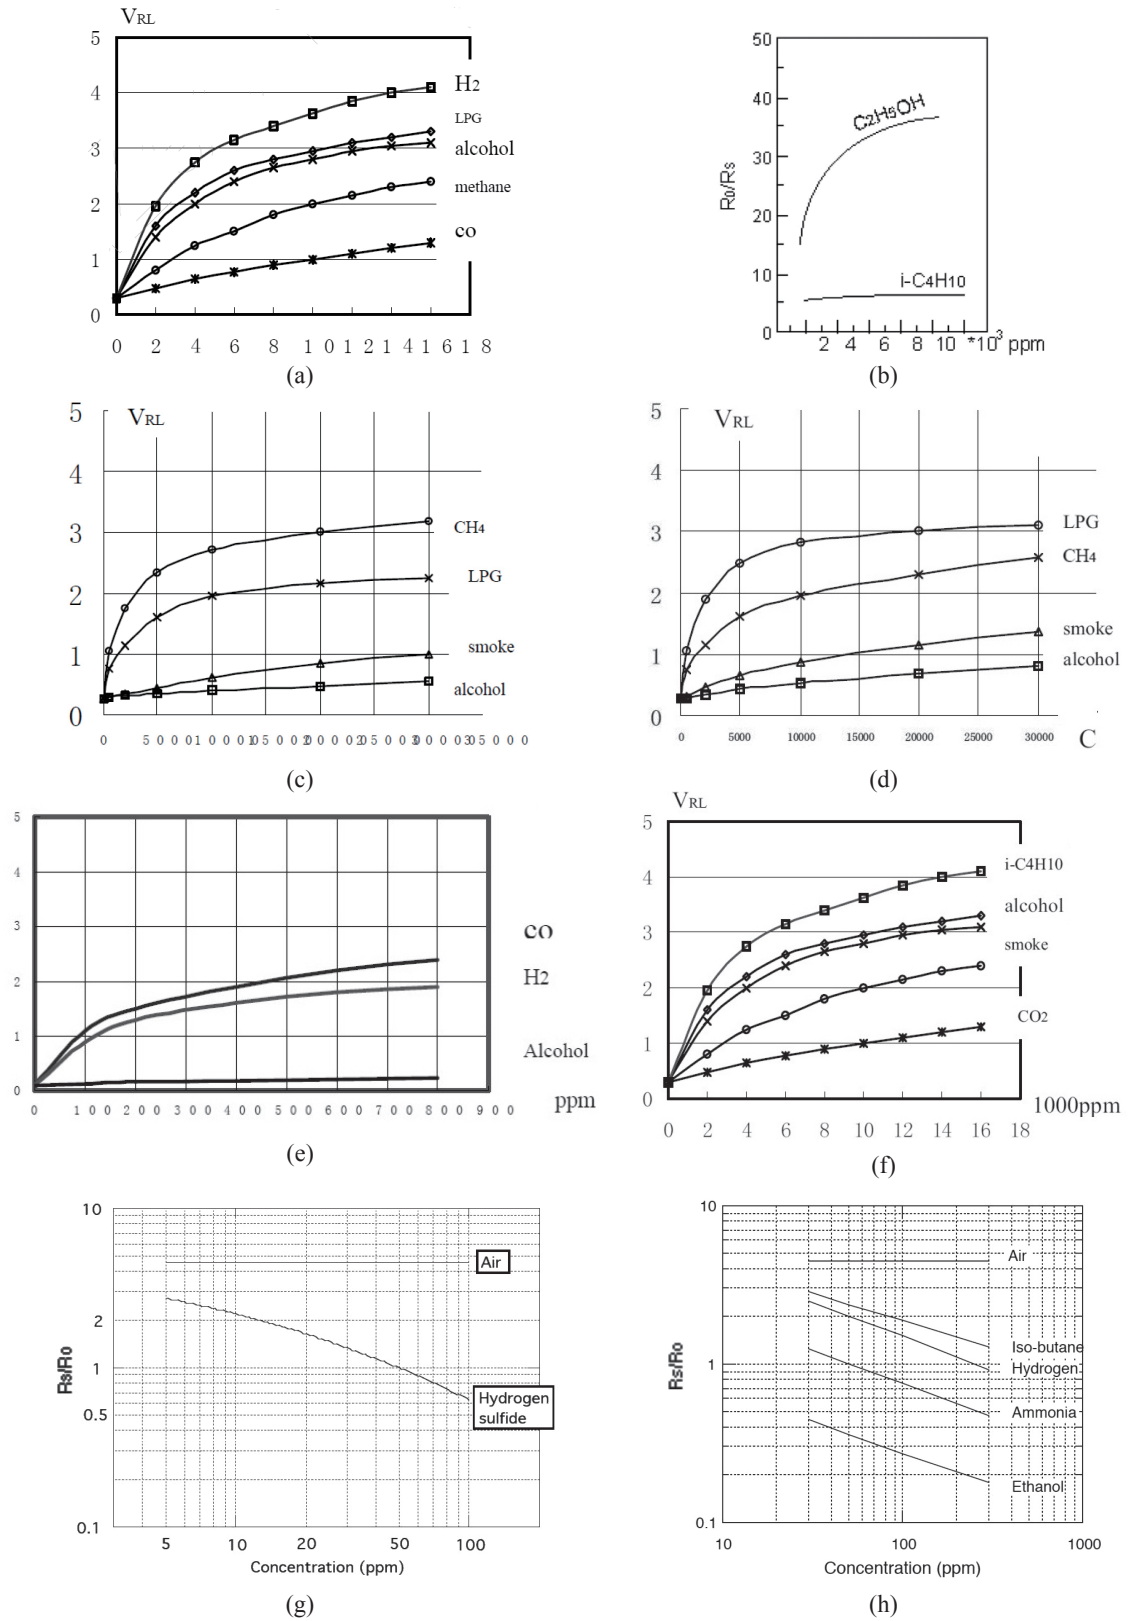 VRL
5
4
3
2
1
0
H2
LPG
alcohol
methane
co
0 2 4 6 8 1 0 1 2 1 4 1 6 1 8
(a)
50
40
30
20
10
0
R0/Rs
C2H5OH
i-C4H10
2 4 6 8 10 *10³ ppm
(b)
VRL
5
4
3
2
1
0
CH4
LPG
smoke
alcohol
(c)
VRL
5
4
3
2
1
0
LPG
CH4
smoke
alcohol
0 5000 10000 15000 20000 25000 30000 C
(d)
5
4
3
2
1
0
co
H2
Alcohol
0 1 0 0 2 0 0 3 0 0 4 0 0 5 0 0 6 0 0 7 0 0 8 0 0 9 0 0
ppm
(e)
VRL
5
4
3
2
1
0
i-C4H10
alcohol
smoke
CO2
1000ppm
0 2 4 6 8 10 12 14 16 18
(f)
10
2
1
0.5
0.1
Rs/R0
Air
Hydrogen
sulfide
5 10 20 50 100
Concentration (ppm)
(g)
10
1
0.1
Rs/R0
Air
Iso-butane
Hydrogen
Ammonia
Ethanol
10 100 1000
Concentration (ppm)
(h)